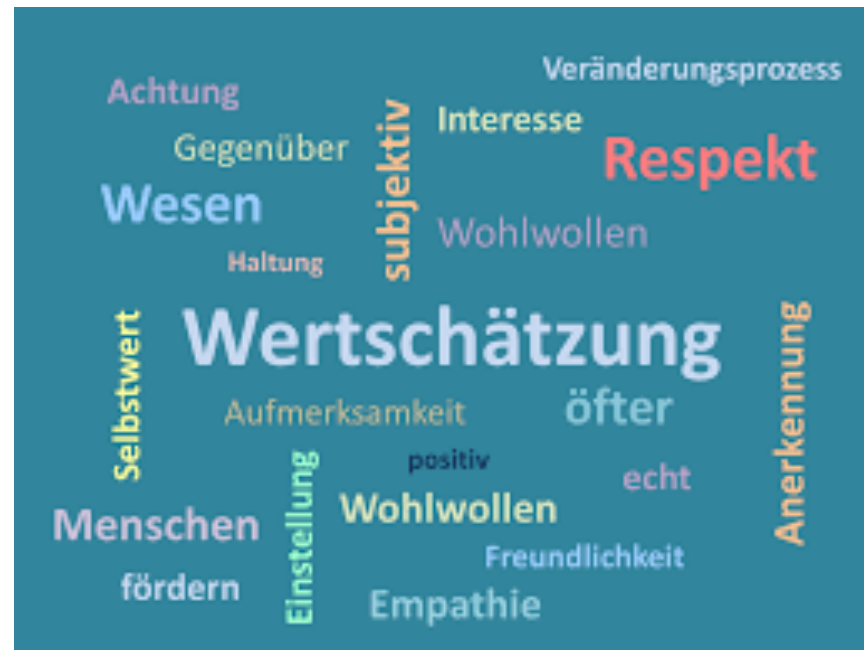 Veränderungsprozess
Achtung
Interesse
Gegenüber
subjektiv
Respekt
Wesen
Wohlwollen
Haltung
Wertschätzung
Selbstwert
Anerkennung
Aufmerksamkeit
öfter
positiv
echt
Einstellung
Wohlwollen
Menschen
Freundlichkeit
fördern
Empathie